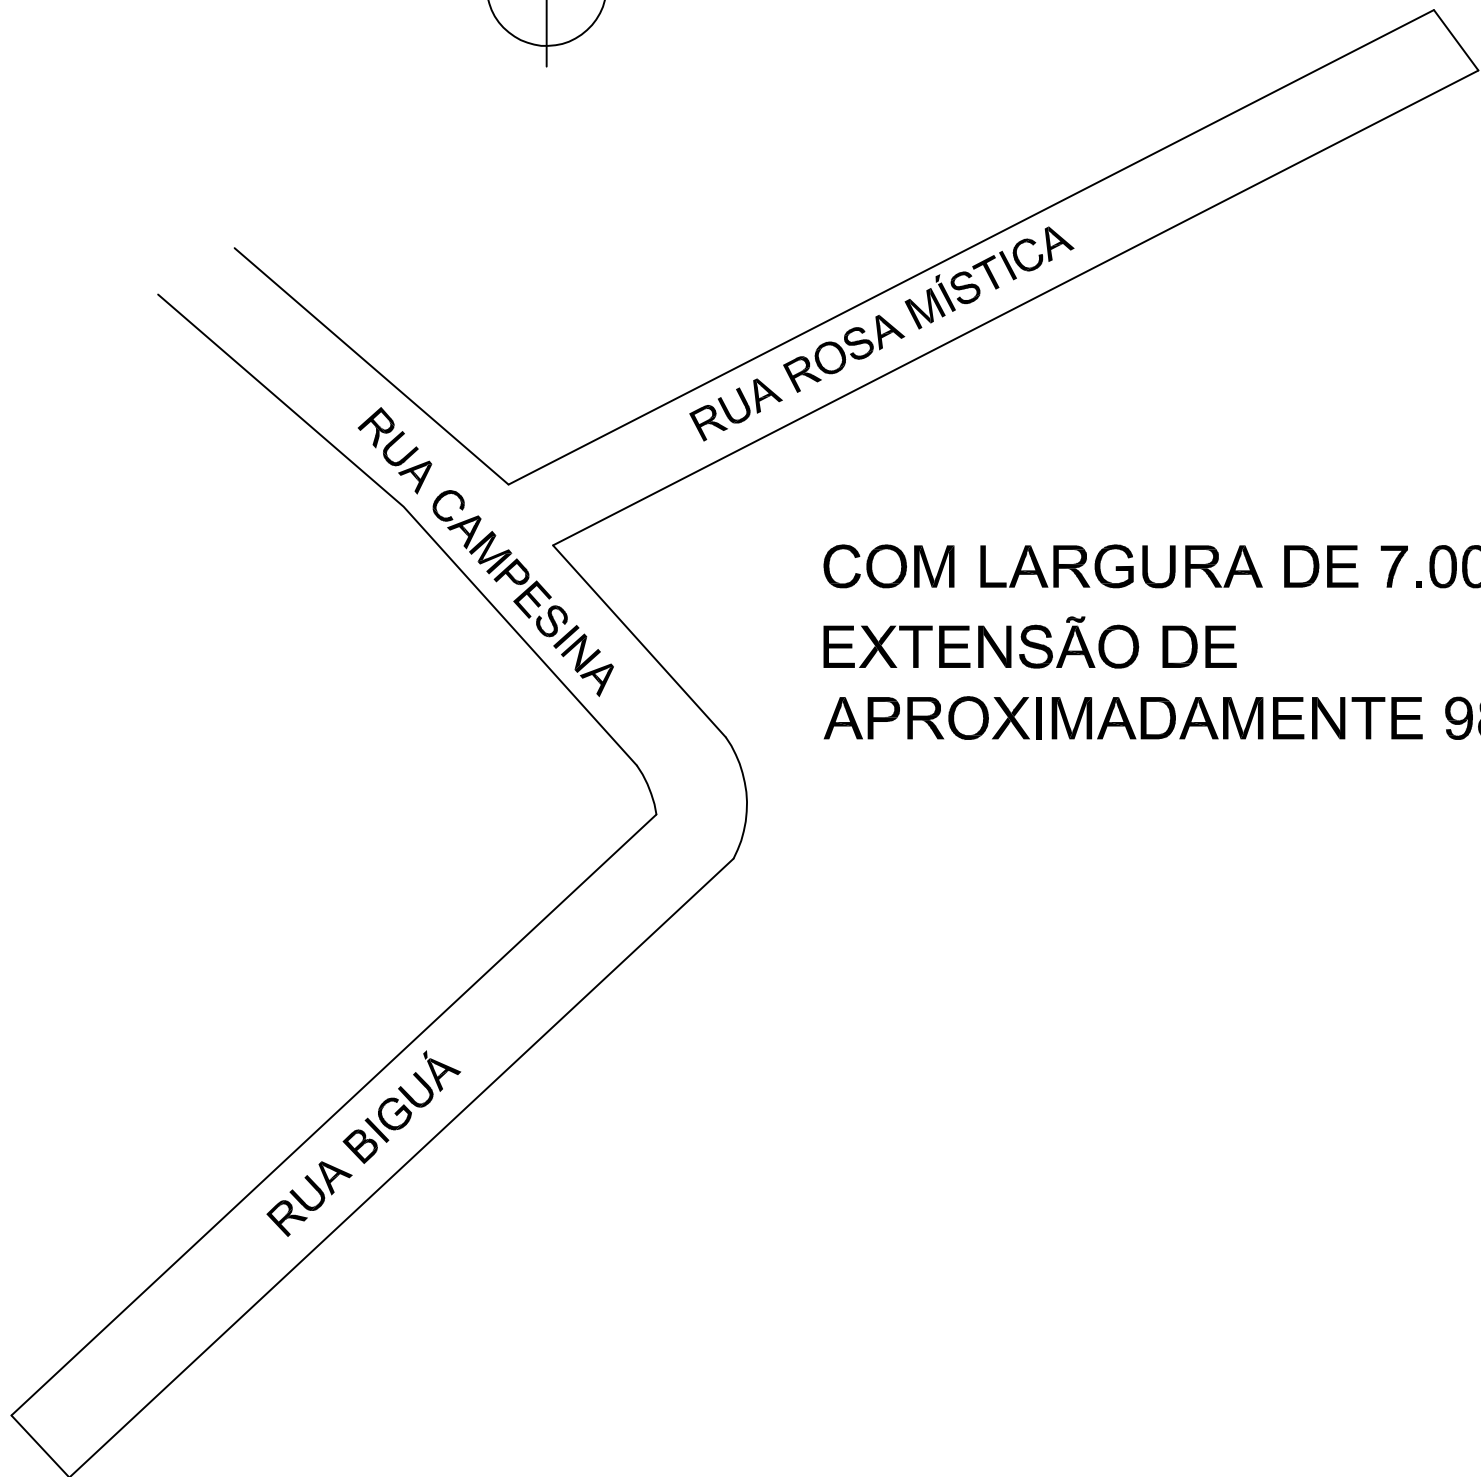 RUA ROSA MÍSTICA
RUA CAMPESINA
COM LARGURA DE 7.00
EXTENSÃO DE
APROXIMADAMENTE
RUA BIGUÁ